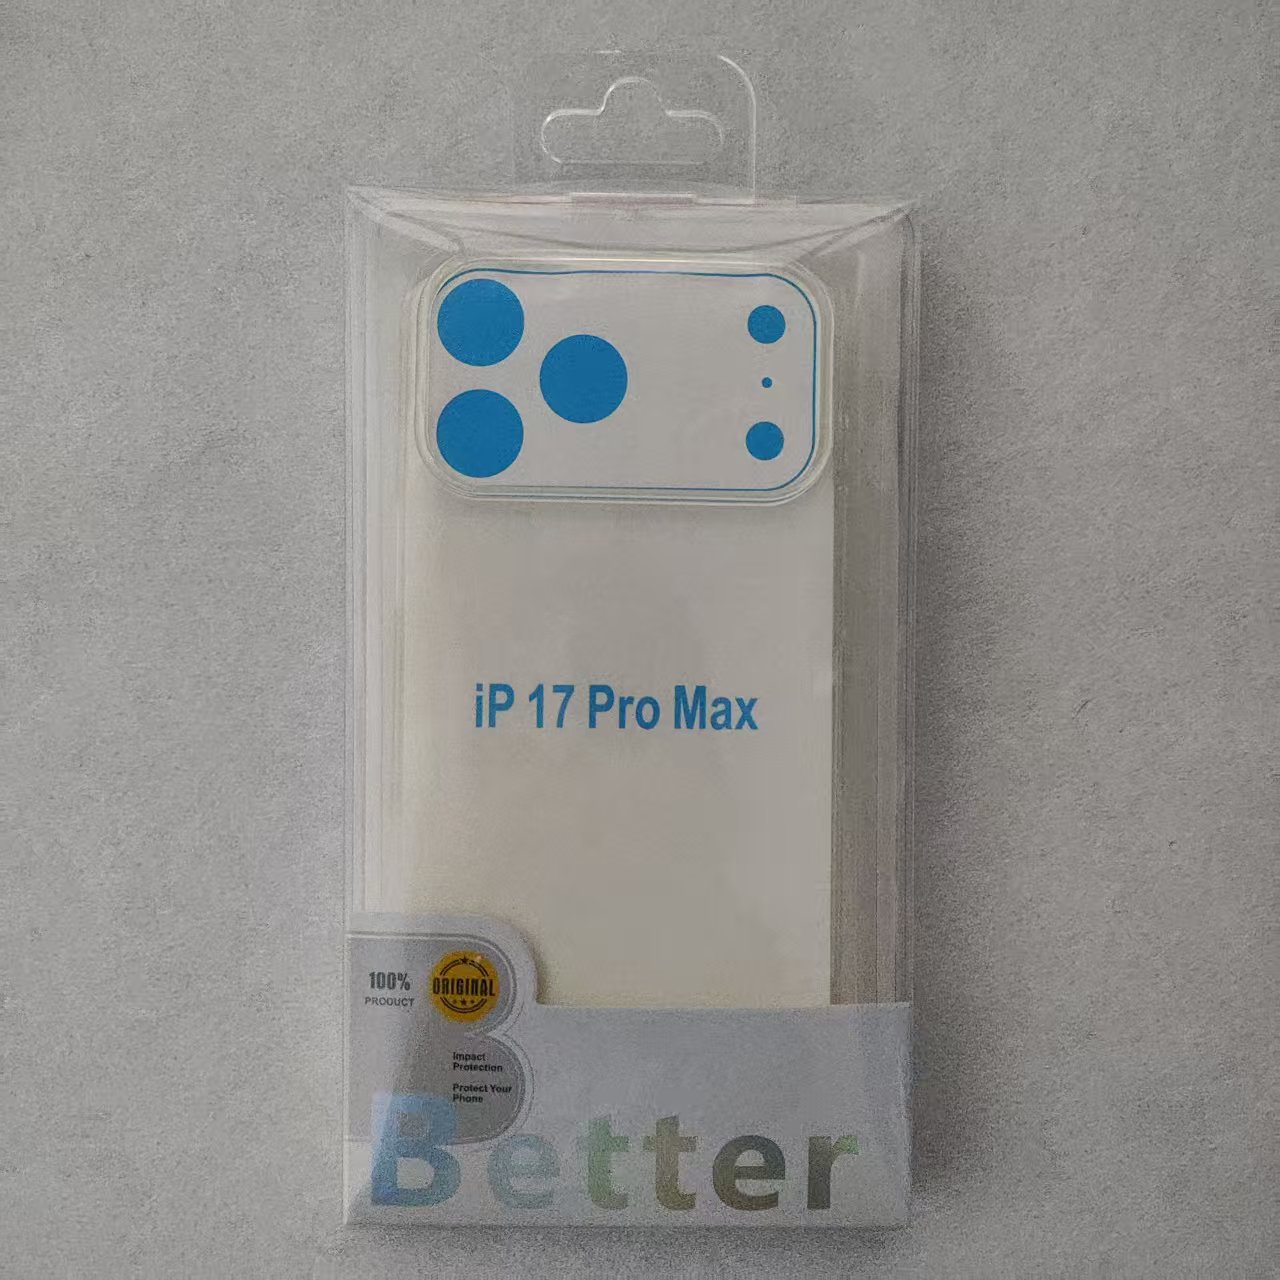 iP 17 Pro Max
100%
PRODUCT
ORIGINAL
Impact
Protection
Protect Your
Phone
Better